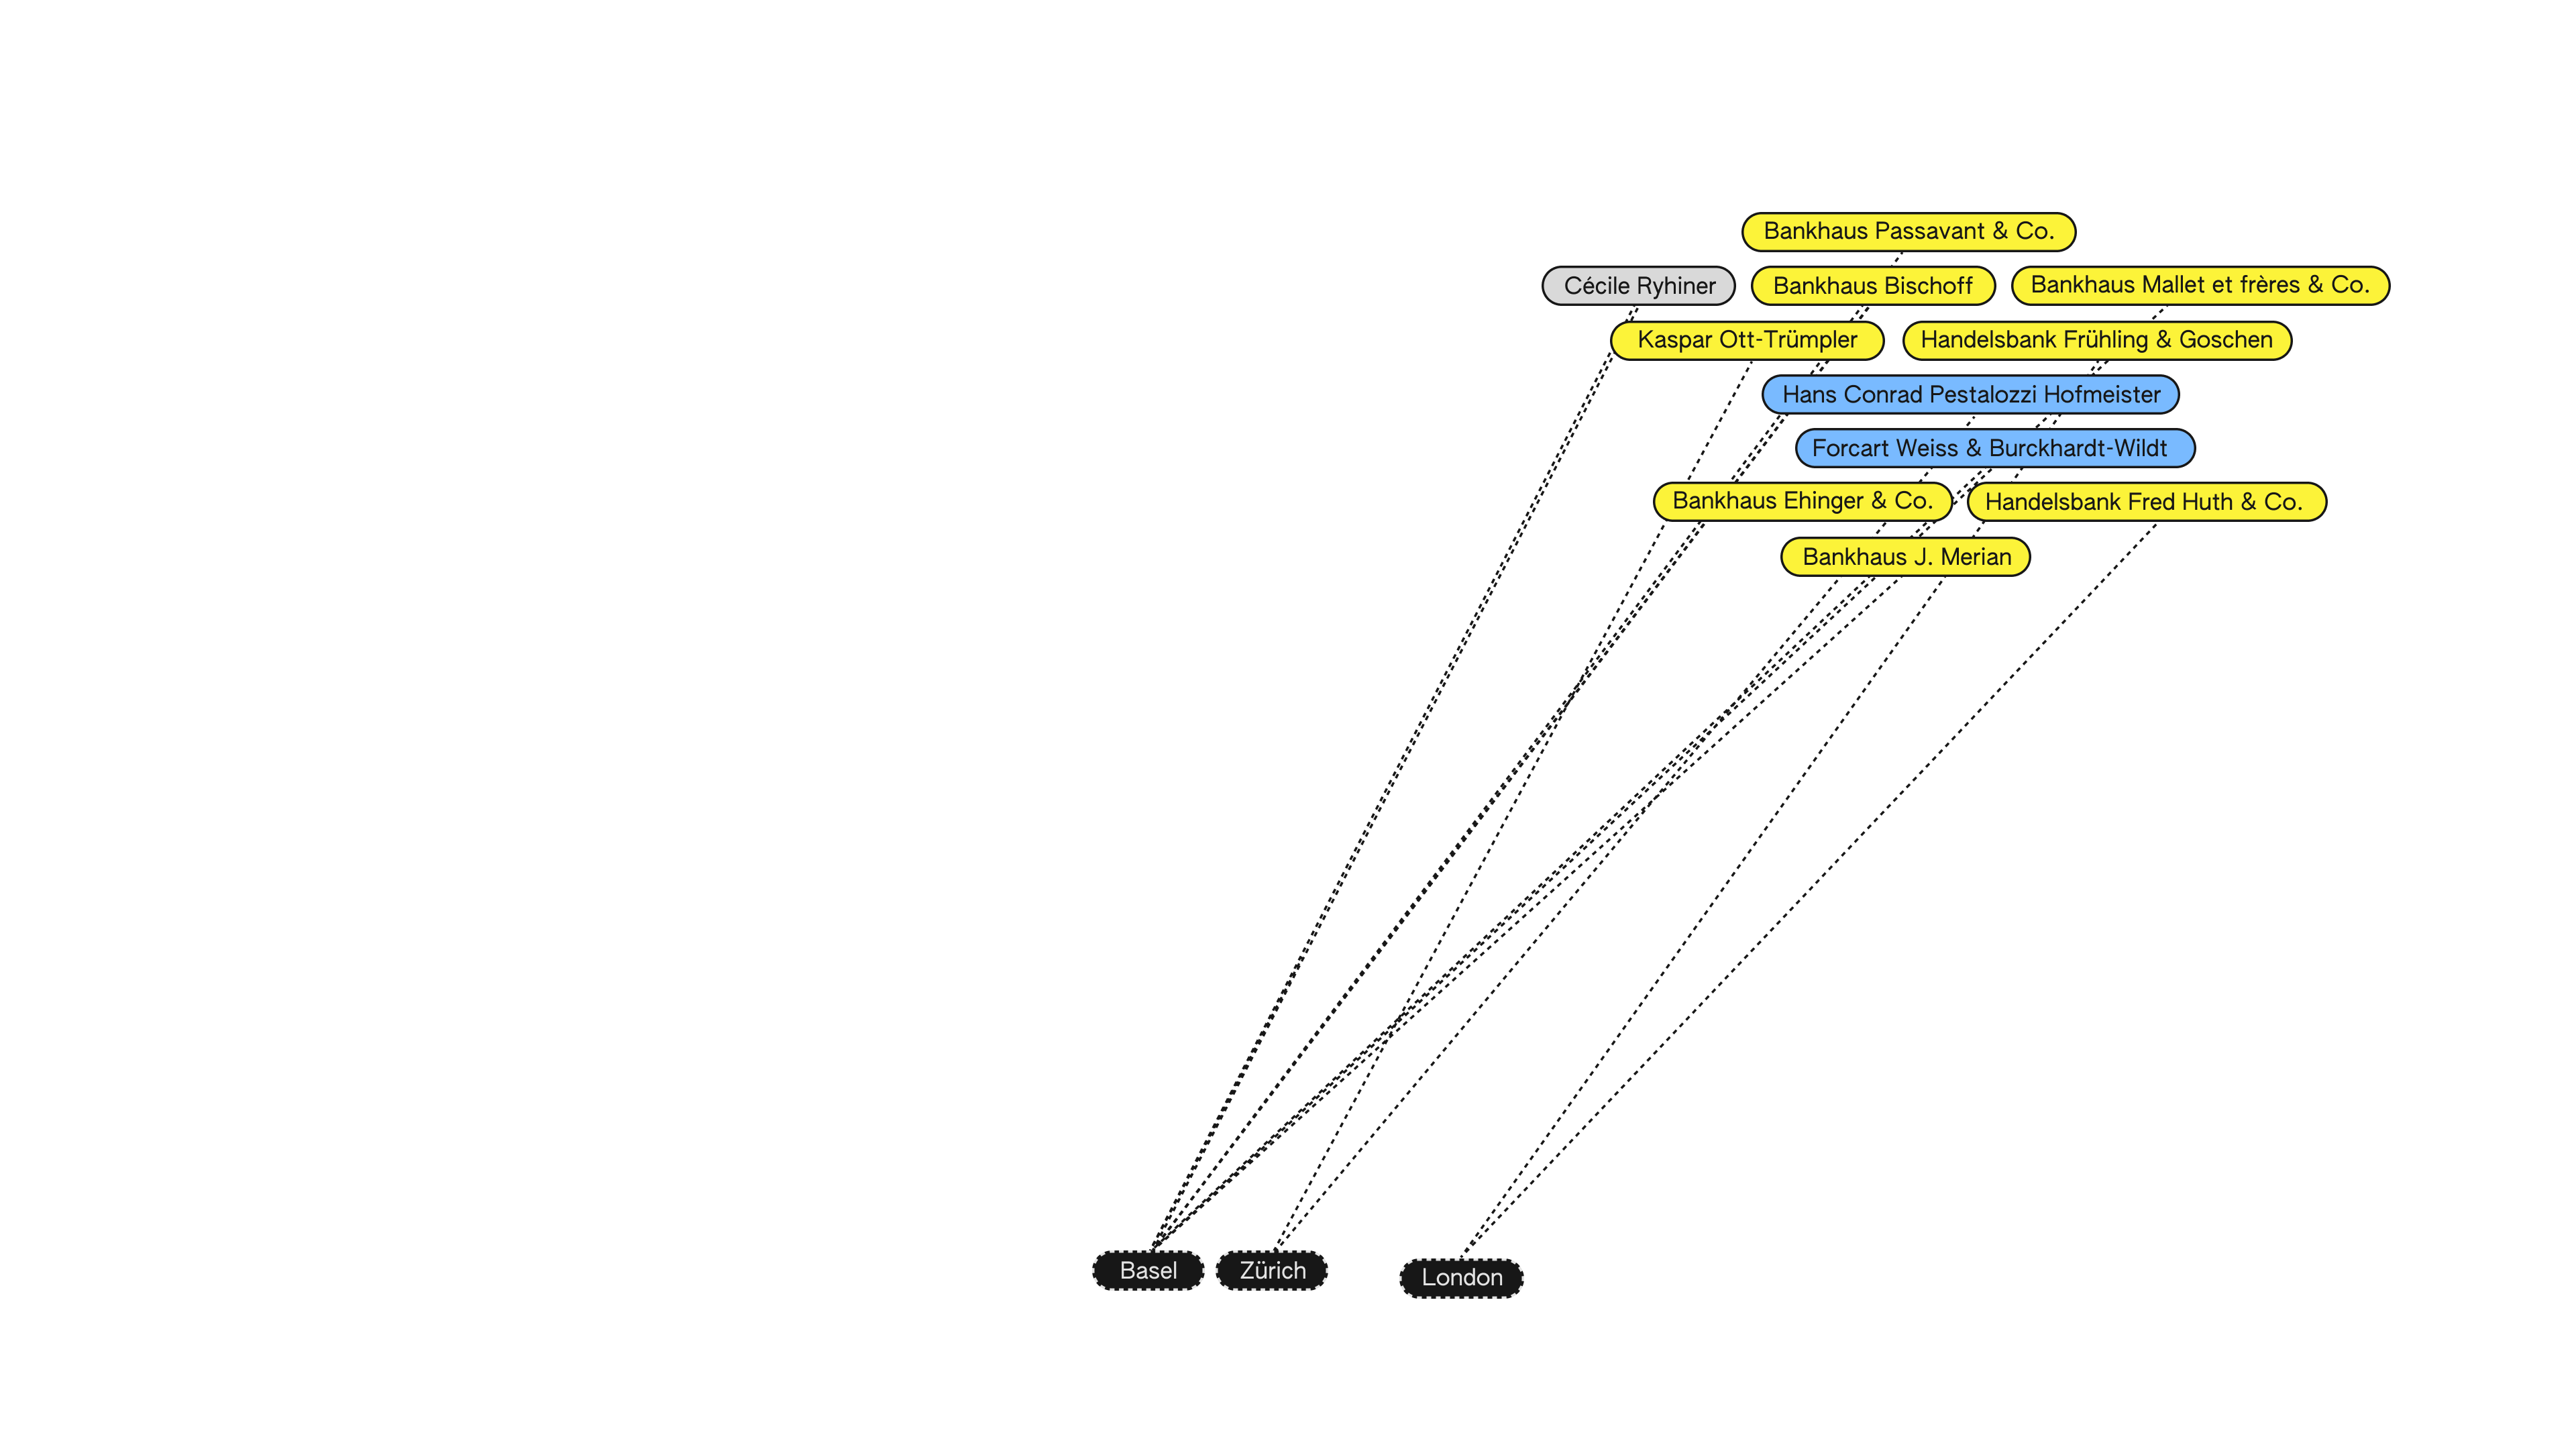 Bankhaus Passavant & Co.
Cécile Ryhiner
Bankhaus Bischoff
Bankhaus Mallet et frères & Co.
Kaspar Ott-Trümpler
Handelsbank Frühling & Goschen
Hans Conrad Pestalozzi Hofmeister
Forcart Weiss & Burckhardt-Wildt
Bankhaus Ehinger & Co.
Handelsbank Fred Huth & Co.
Bankhaus J. Merian
Basel
Zürich
London